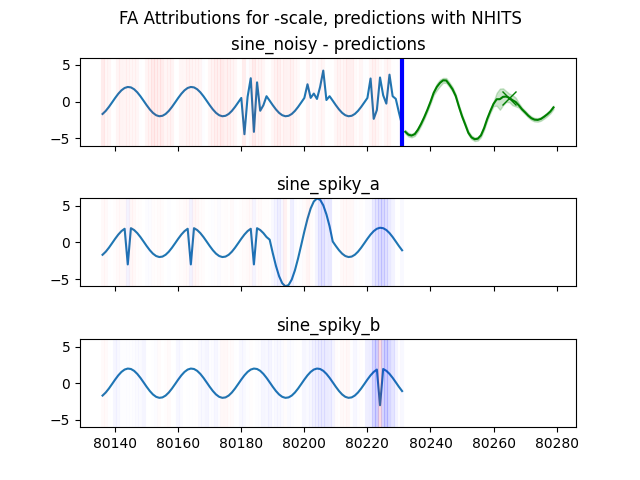 FA Attributions for -scale, predictions with NHITS
sine_noisy - predictions
5
0
−5
sine_spiky_a
5
0
−5
sine_spiky_b
5
0
−5
80140 80160 80180 80200 80220 80240 80260 80280